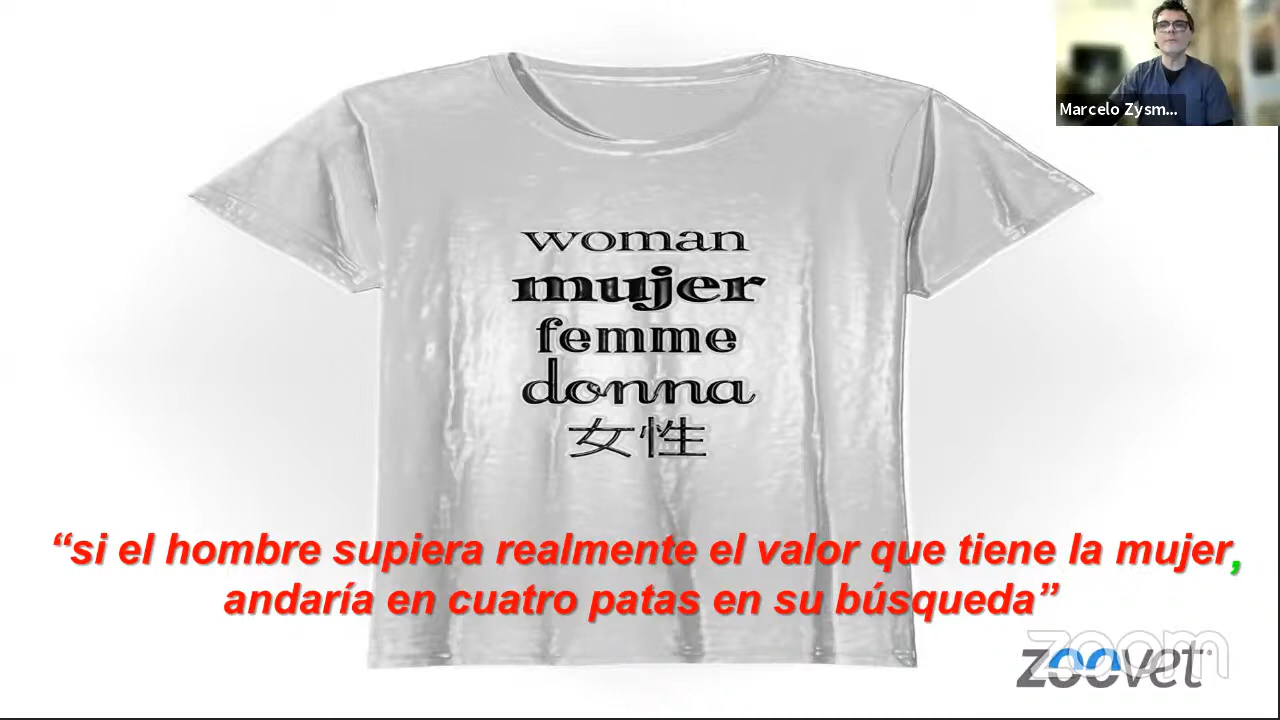 Marcelo Zysm...
woman
mujer
femme
donna
女性
“si el hombre supiera realmente el valor que tiene la mujer,
andaría en cuatro patas en su búsqueda”
zoom
zoovet